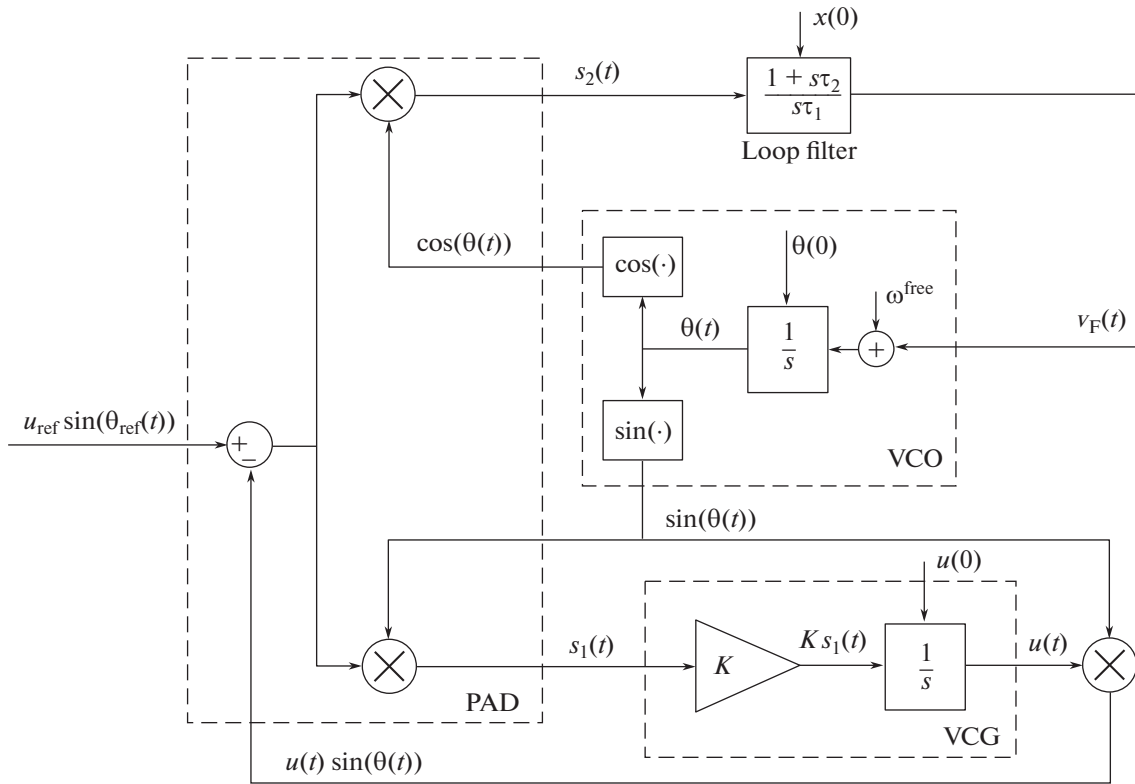 x(0)
s₂(t)
1 + sτ₂
sτ₁
Loop filter
cos(θ(t))
cos(·)
θ(0)
ω^free
θ(t)
1
s
+
v_F(t)
u_ref sin(θ_ref(t))
+
−
sin(·)
VCO
sin(θ(t))
u(0)
s₁(t)
K
K s₁(t)
1
s
u(t)
PAD
VCG
u(t) sin(θ(t))